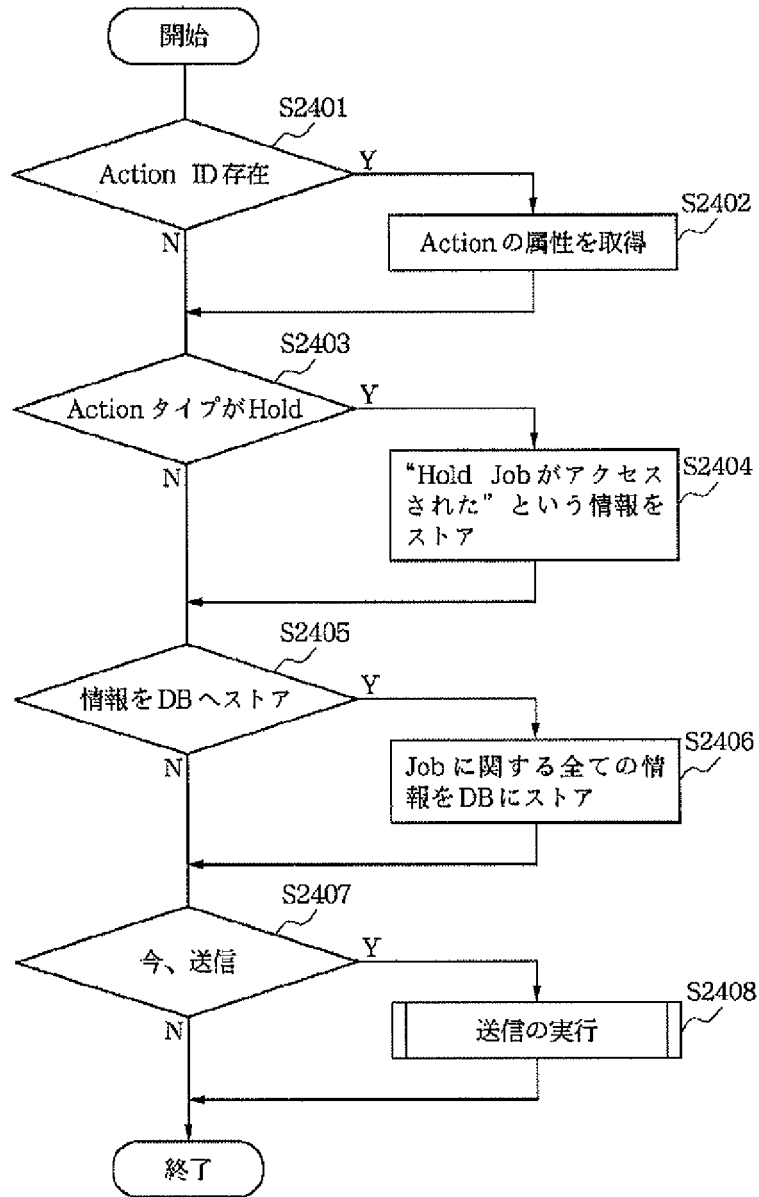 開始
S2401
Action ID存在
Y
N
S2402
Actionの属性を取得
S2403
ActionタイプがHold
Y
N
S2404
“Hold Jobがアクセス
された”という情報を
ストア
S2405
情報をDBへストア
Y
N
S2406
Jobに関する全ての情
報をDBにストア
S2407
今、送信
Y
N
S2408
送信の実行
終了